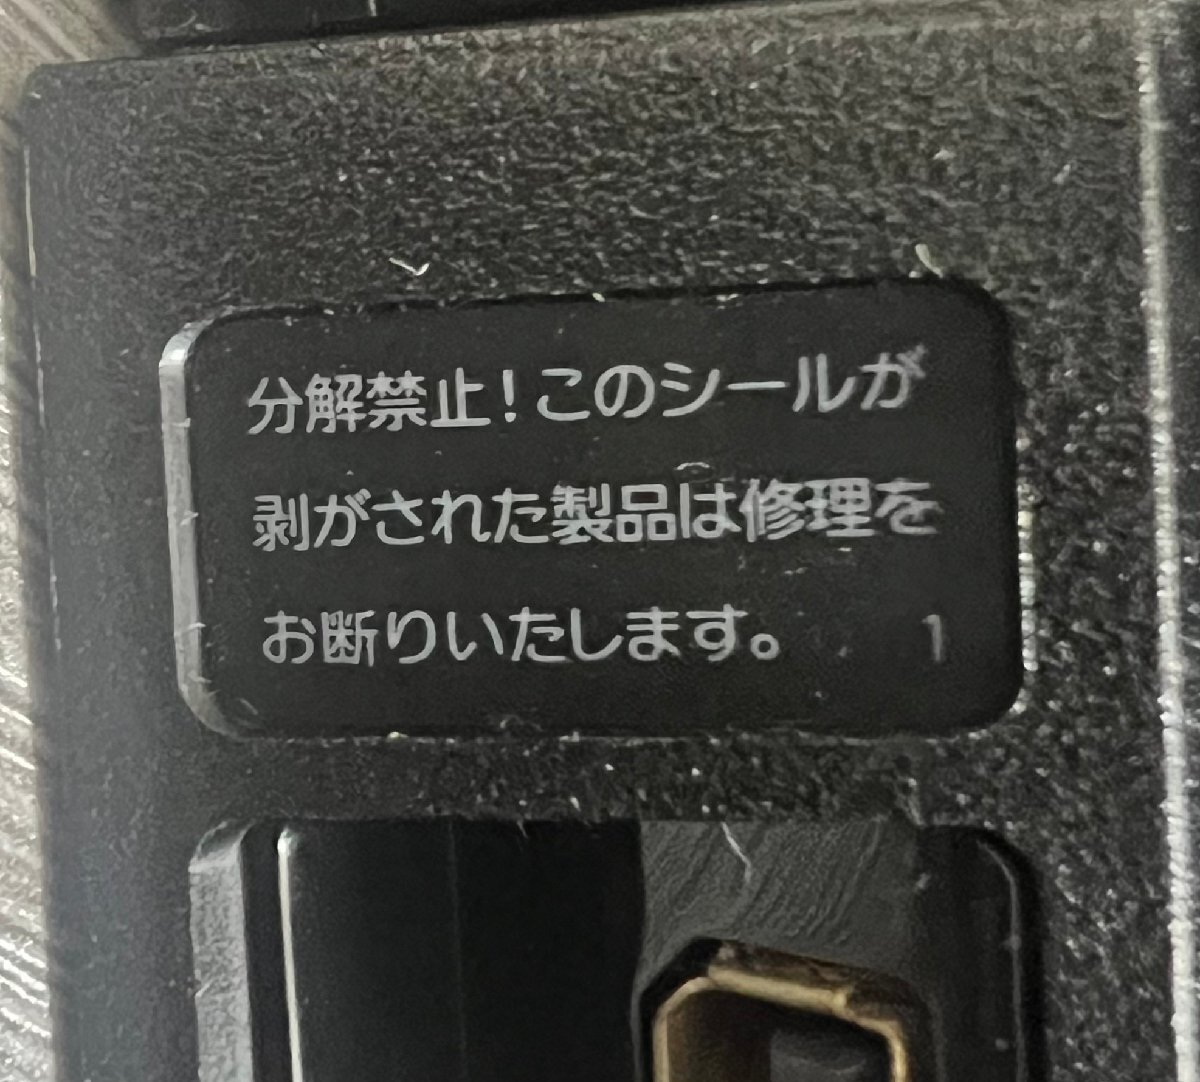 分解禁止!このシールが
剥がされた製品は修理を
お断りいたします。 1